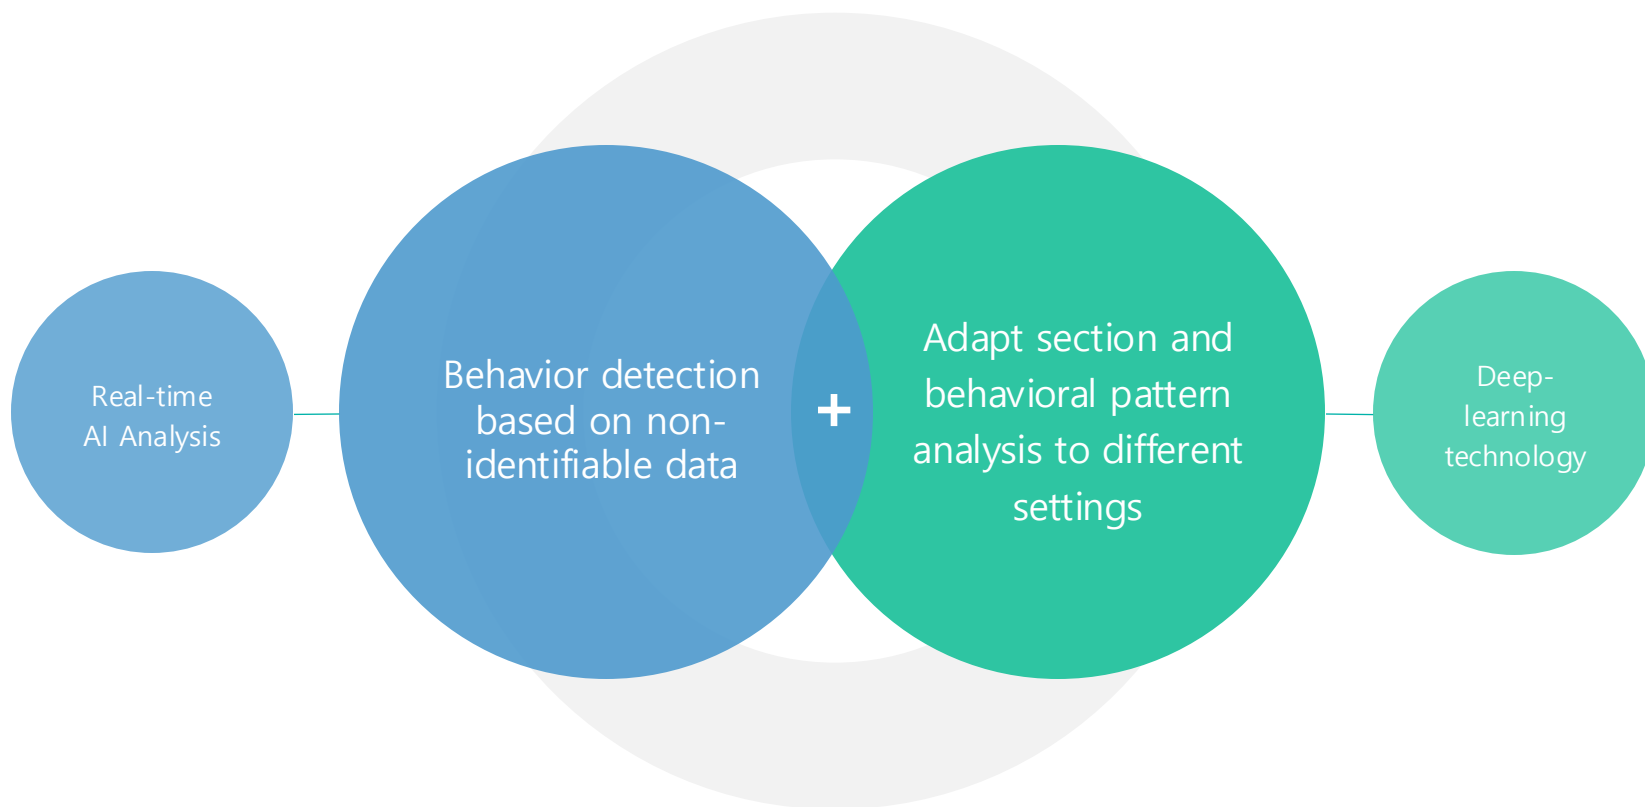 Real-time
AI Analysis
Behavior detection
based on non-
identifiable data
+
Adapt section and
behavioral pattern
analysis to different
settings
Deep-
learning
technology